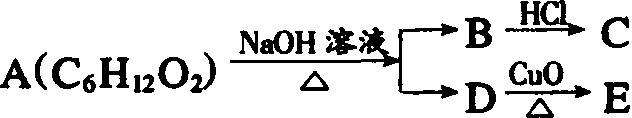 A(C₆H₁₂O₂) NaOH 溶液 △ B HCl C
D CuO △ E